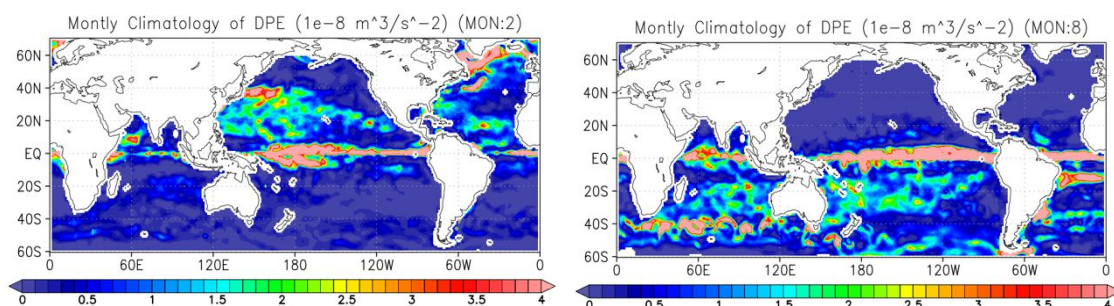 Montly Climatology of DPE (1e-8 m^3/s^-2) (MON:2)
60N
40N
20N
EQ
20S
40S
60S
0 60E 120E 180 120W 60W 0
0 0.5 1 1.5 2 2.5 3 3.5 4
Montly Climatology of DPE (1e-8 m^3/s^-2) (MON:8)
60N
40N
20N
EQ
20S
40S
60S
0 60E 120E 180 120W 60W 0
0 0.5 1 1.5 2 2.5 3 3.5 4